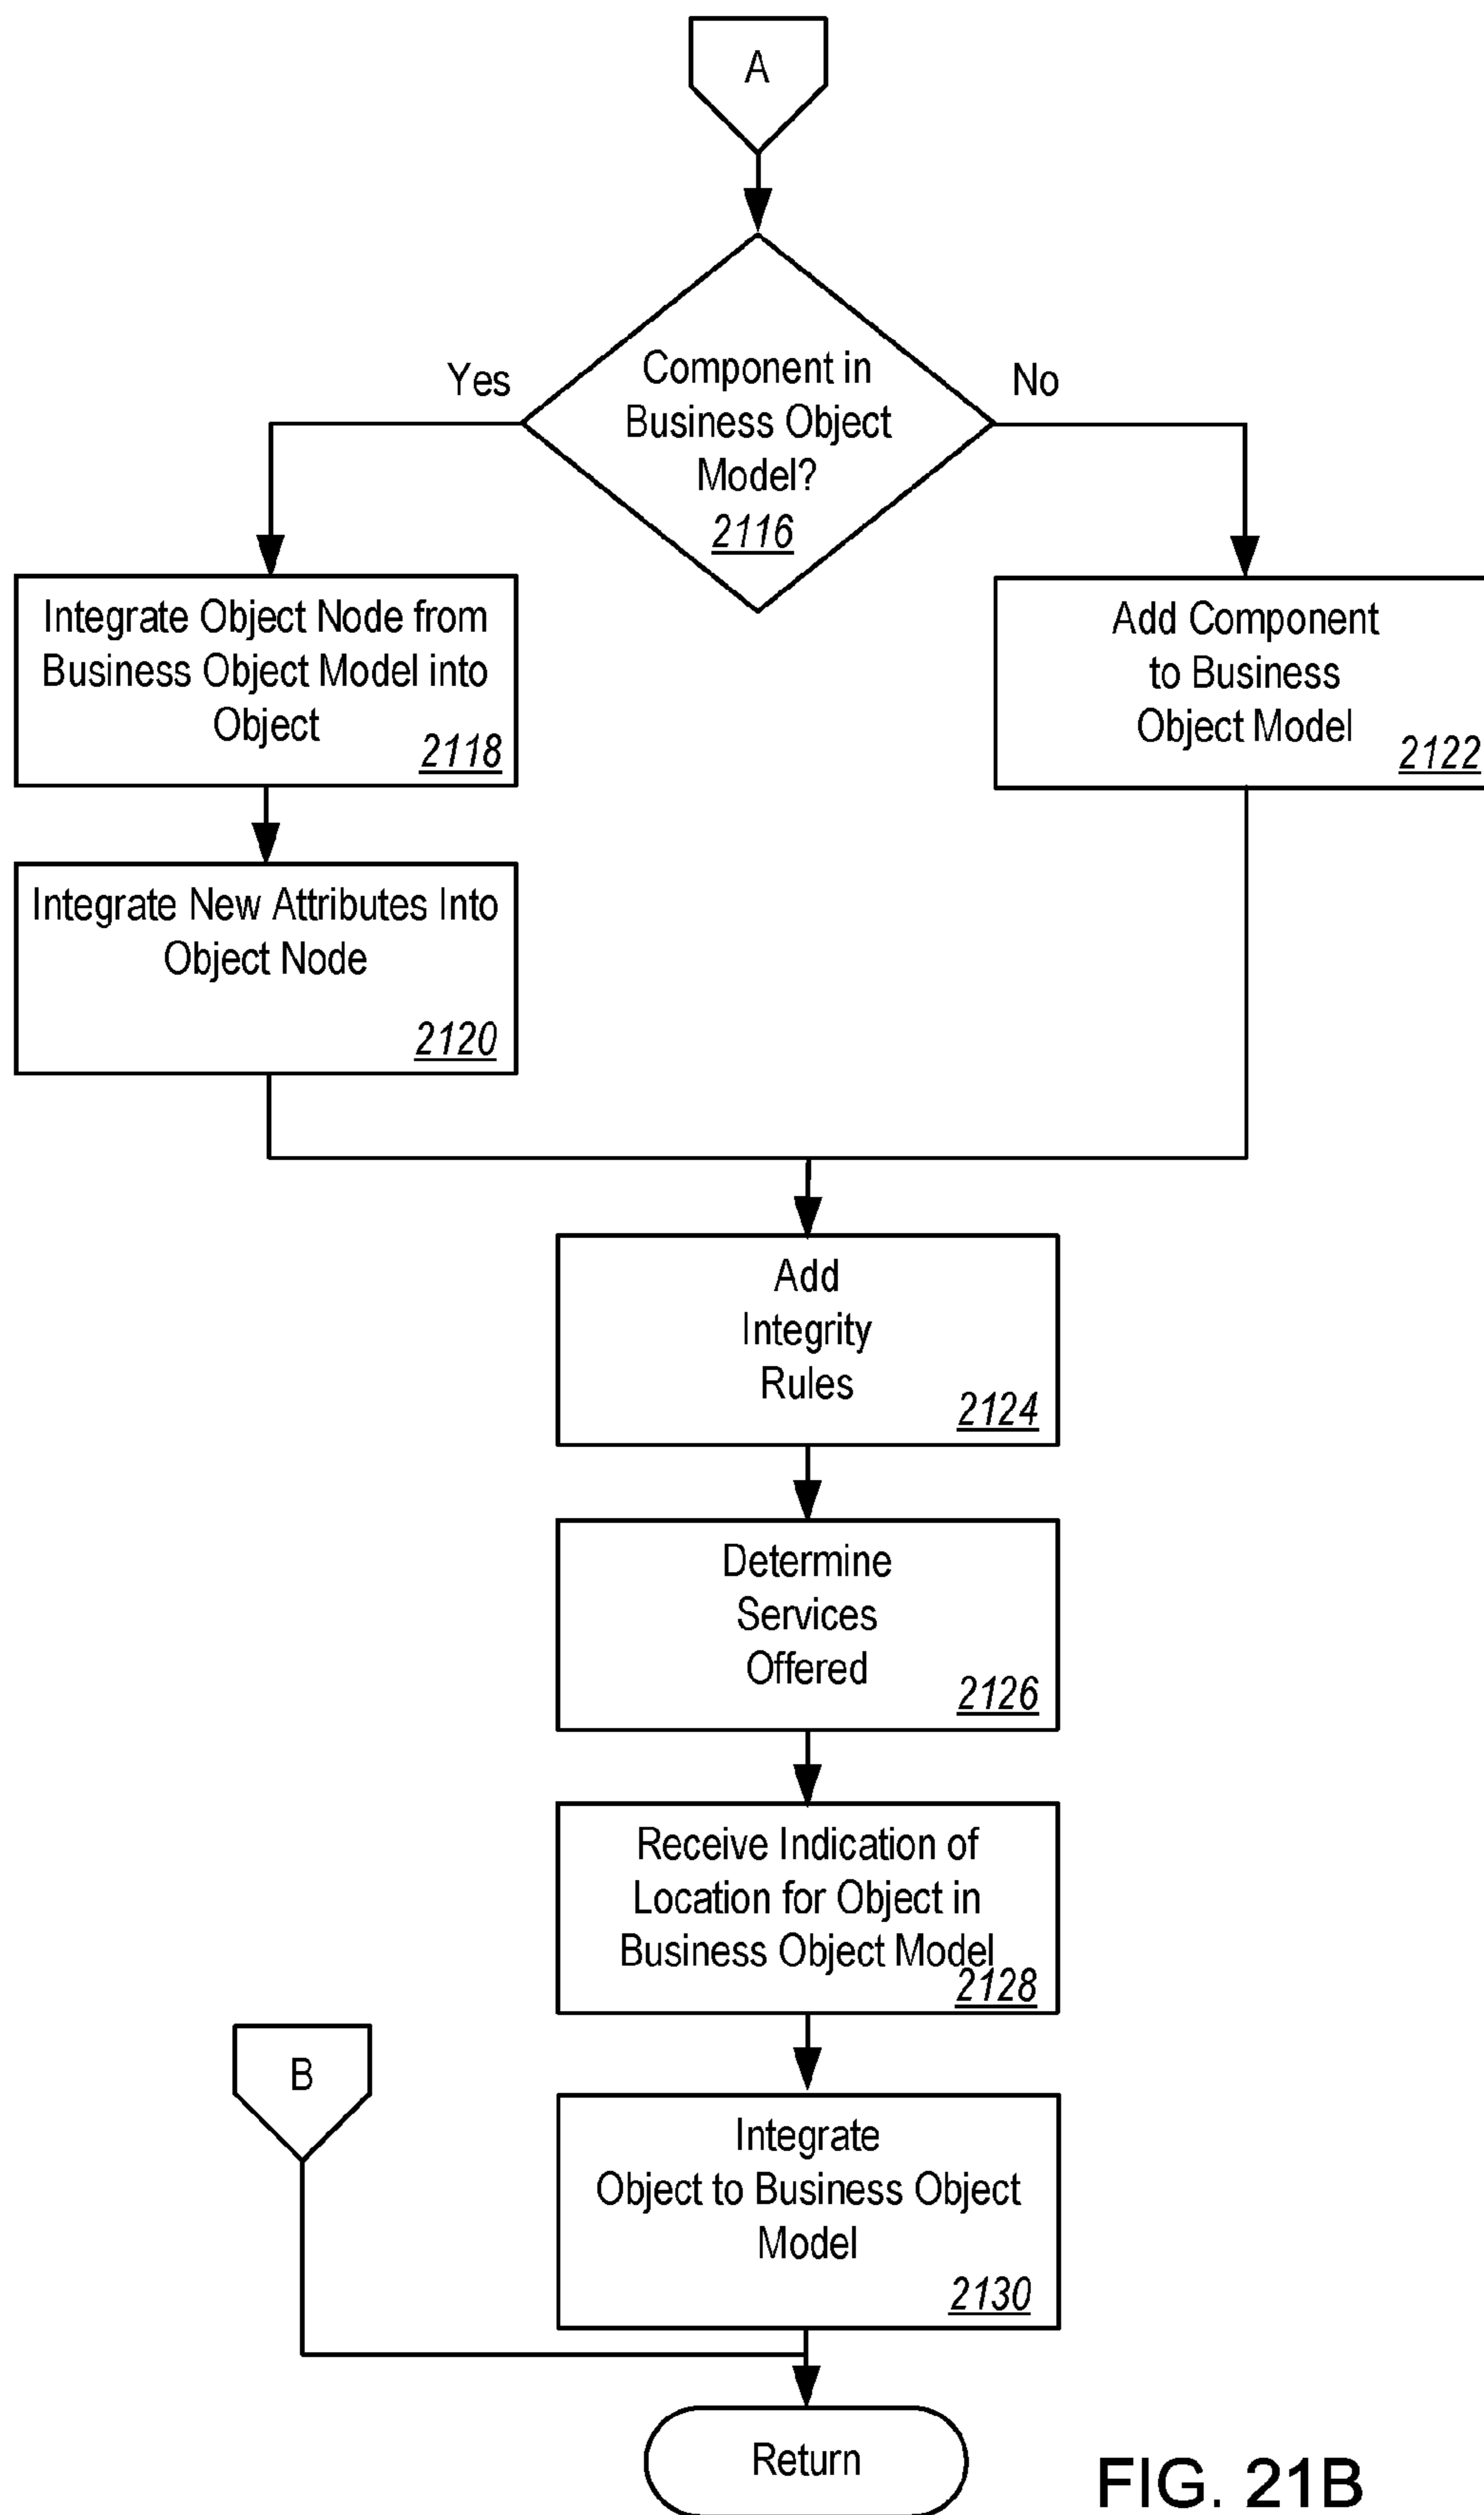 A
Component in
Business Object
Model?
2116
Yes
No
Integrate Object Node from
Business Object Model into
Object
2118
Add Component
to Business
Object Model
2122
Integrate New Attributes Into
Object Node
2120
Add
Integrity
Rules
2124
Determine
Services
Offered
2126
Receive Indication of
Location for Object in
Business Object Model
2128
B
Integrate
Object to Business Object
Model
2130
Return
FIG. 21B